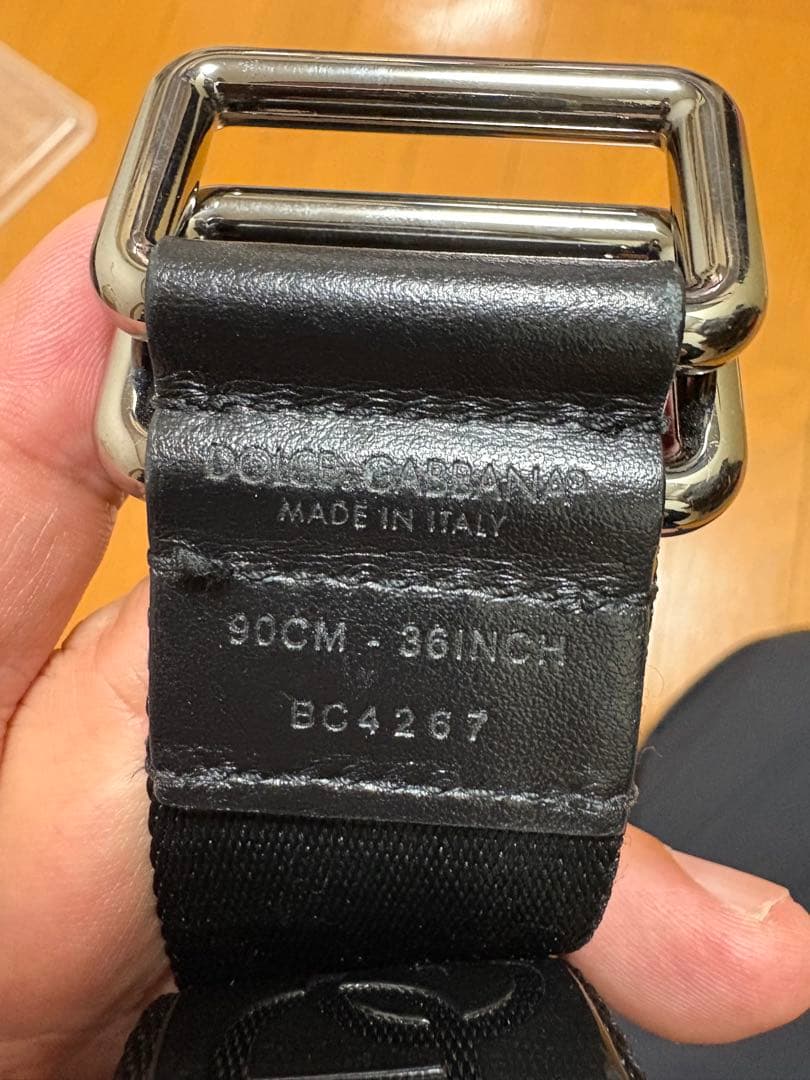 DOLCE & GABBANA®
MADE IN ITALY
90CM - 36INCH
BC4267